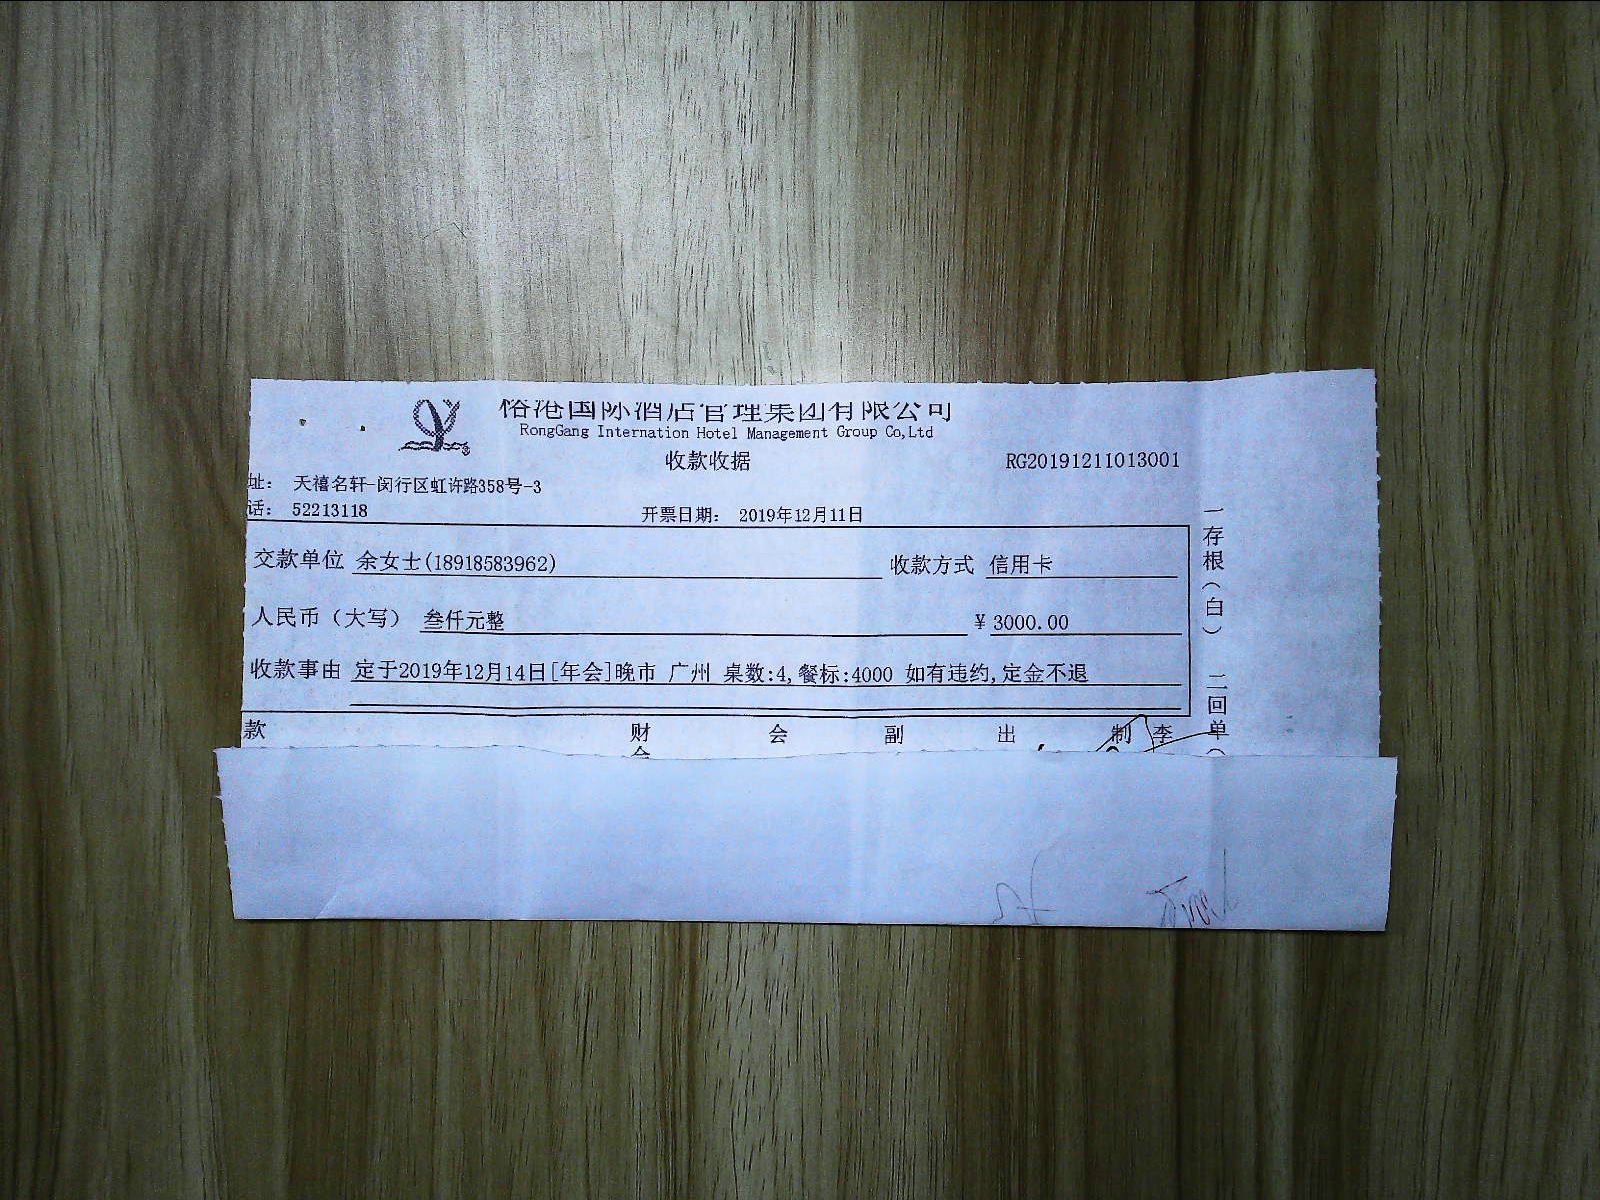 榕港国际酒店管理集团有限公司
RongGang Internation Hotel Management Group Co,Ltd
收款收据
RG20191211013001
址： 天禧名轩-闵行区虹许路358号-3
话： 52213118
开票日期： 2019年12月11日
交款单位 余女士(18918583962) 收款方式 信用卡
人民币（大写） 叁仟元整 ¥3000.00
收款事由 定于2019年12月14日[年会]晚市 广州 桌数:4,餐标:4000 如有违约,定金不退
款 财 会 副 出 制 李
一存根（白） 二回单（